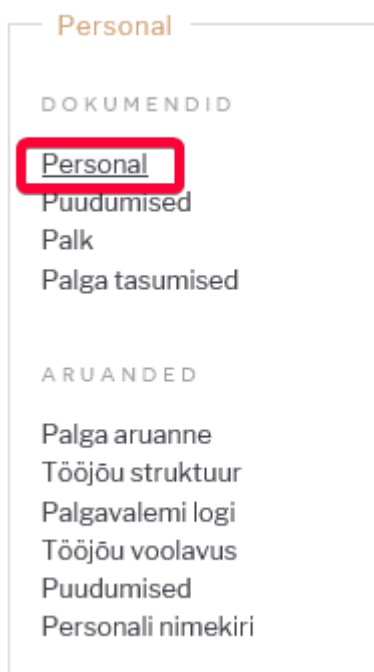 Personal
DOKUMENDID
Personal
Puudumised
Palk
Palga tasumised
ARUANDED
Palga aruanne
Tööjõu struktuur
Palgavalemi logi
Tööjõu voolavus
Puudumised
Personali nimekiri